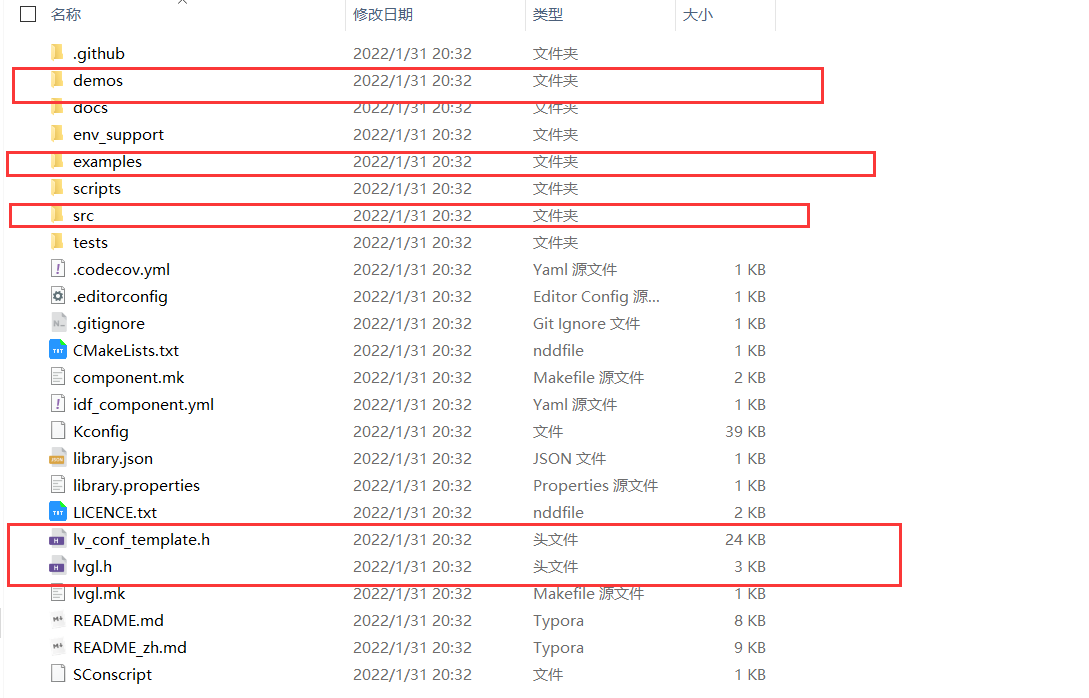 名称 修改日期 类型 大小
.github 2022/1/31 20:32 文件夹
demos 2022/1/31 20:32 文件夹
docs 2022/1/31 20:32 文件夹
env_support 2022/1/31 20:32 文件夹
examples 2022/1/31 20:32 文件夹
scripts 2022/1/31 20:32 文件夹
src 2022/1/31 20:32 文件夹
tests 2022/1/31 20:32 文件夹
.codecov.yml 2022/1/31 20:32 Yaml 源文件 1 KB
.editorconfig 2022/1/31 20:32 Editor Config 源... 1 KB
.gitignore 2022/1/31 20:32 Git Ignore 文件 1 KB
CMakeLists.txt 2022/1/31 20:32 nddfile 1 KB
component.mk 2022/1/31 20:32 Makefile 源文件 2 KB
idf_component.yml 2022/1/31 20:32 Yaml 源文件 1 KB
Kconfig 2022/1/31 20:32 文件 39 KB
library.json 2022/1/31 20:32 JSON 文件 1 KB
library.properties 2022/1/31 20:32 Properties 源文件 1 KB
LICENCE.txt 2022/1/31 20:32 nddfile 2 KB
lv_conf_template.h 2022/1/31 20:32 头文件 24 KB
lvgl.h 2022/1/31 20:32 头文件 3 KB
lvgl.mk 2022/1/31 20:32 Makefile 源文件 1 KB
README.md 2022/1/31 20:32 Typora 8 KB
README_zh.md 2022/1/31 20:32 Typora 9 KB
SConscript 2022/1/31 20:32 文件 1 KB